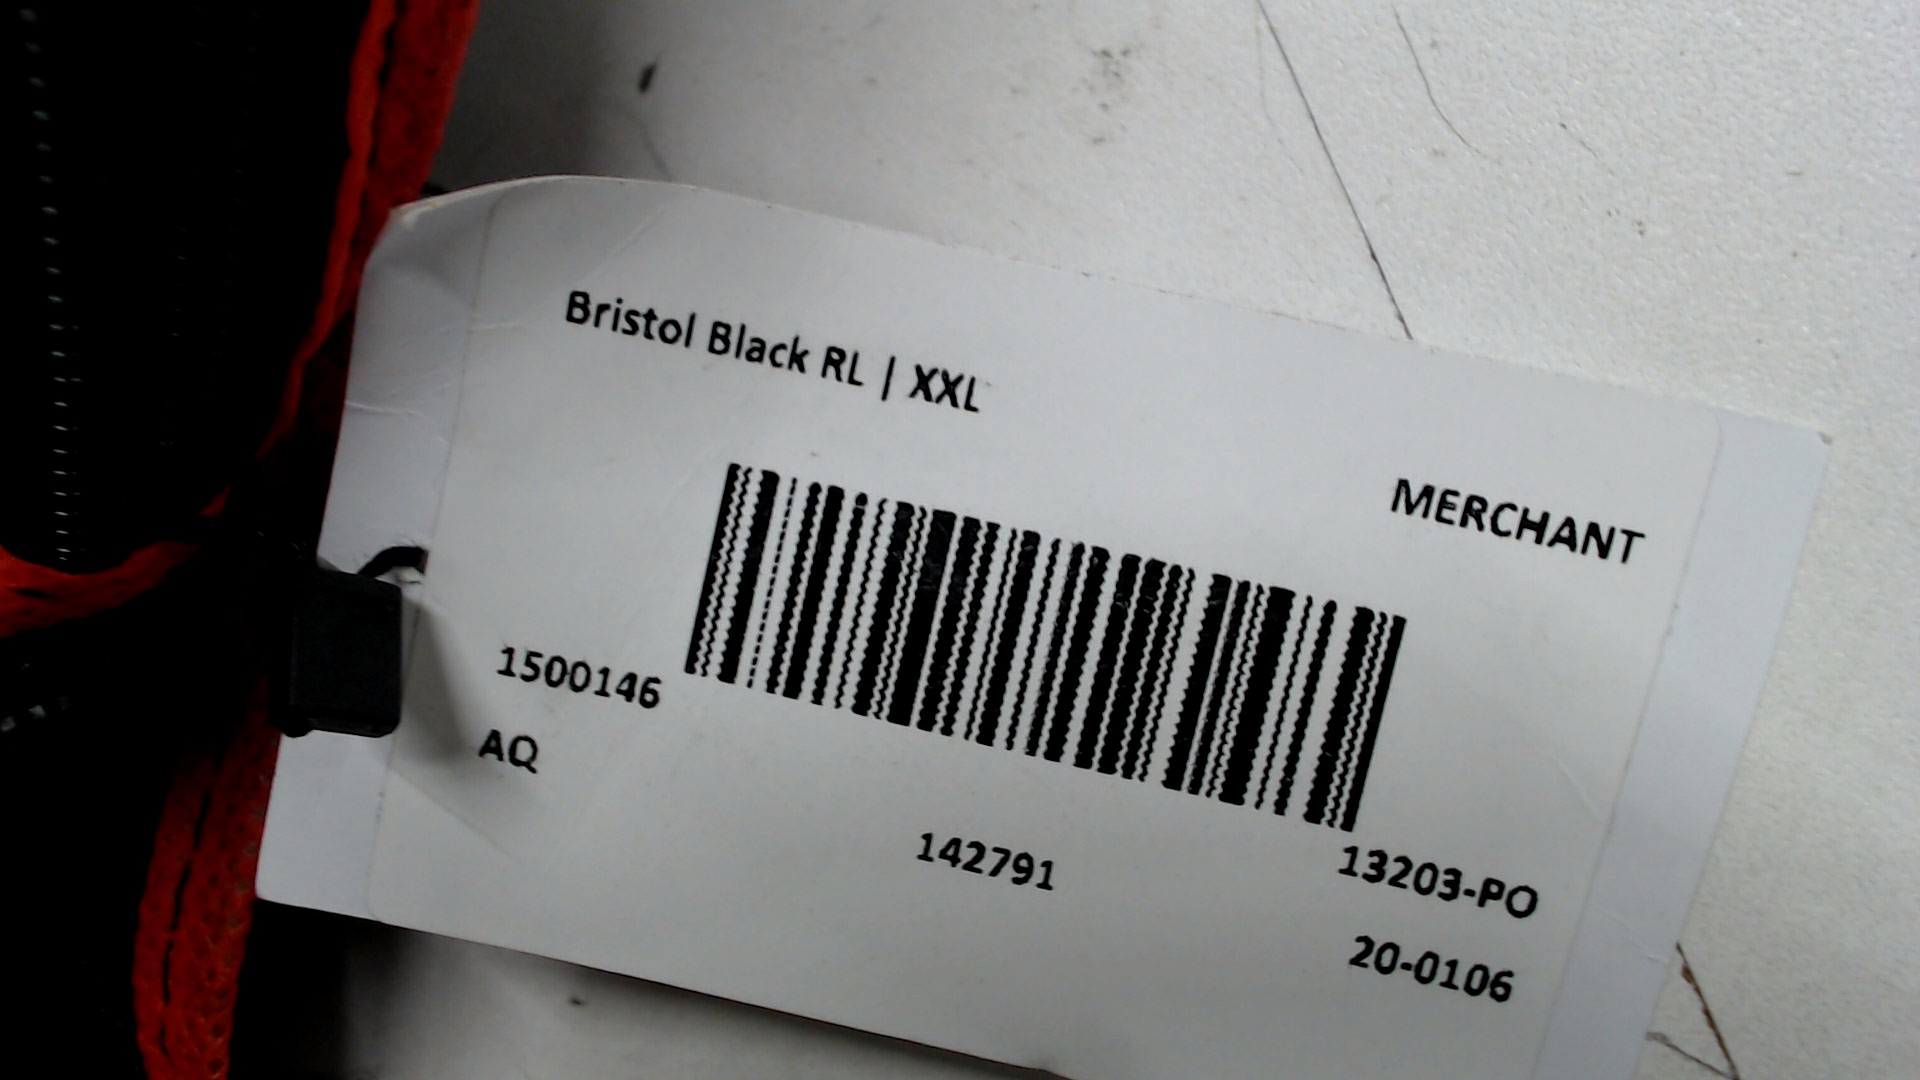 Bristol Black RL | XXL
MERCHANT
1500146
AQ
142791
13203-PO
20-0106